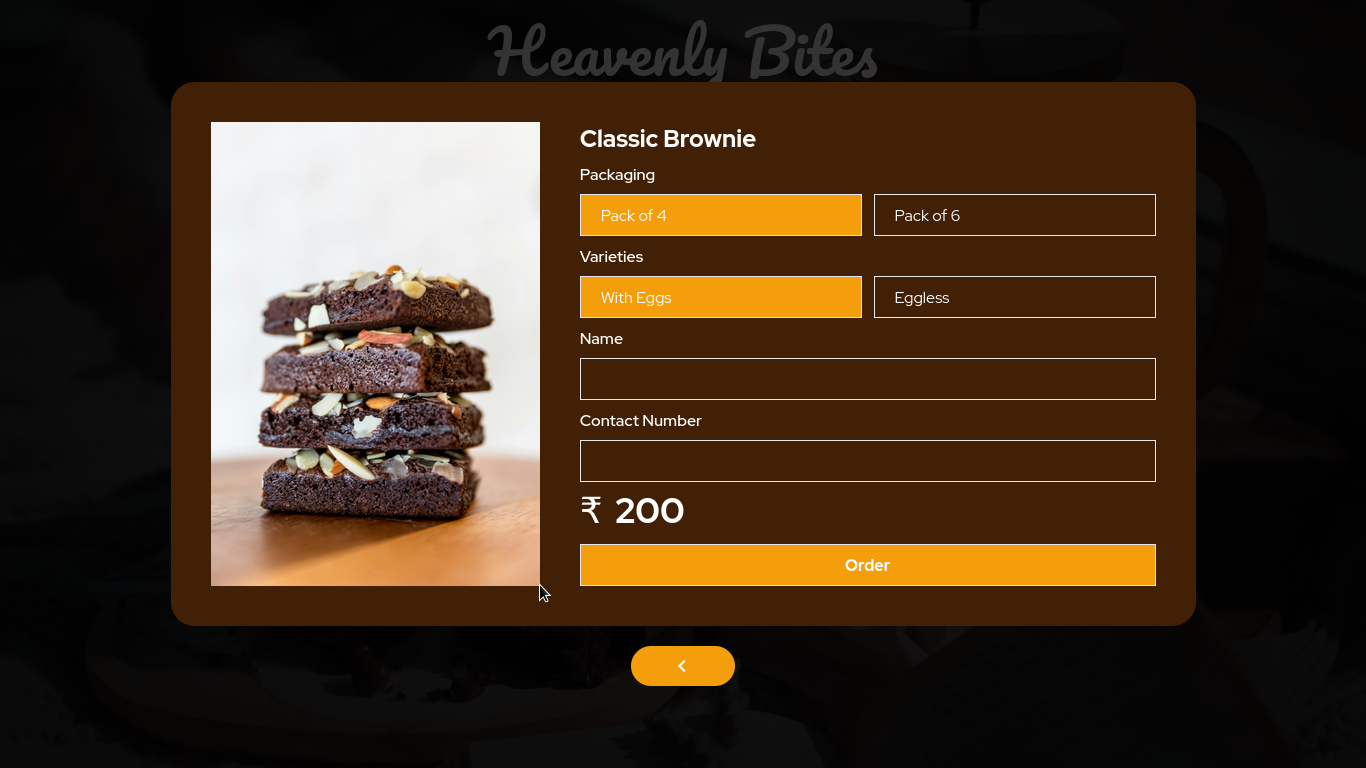 Heavenly Bites
Classic Brownie
Packaging
Pack of 4
Pack of 6
Varieties
With Eggs
Eggless
Name
Contact Number
₹ 200
Order